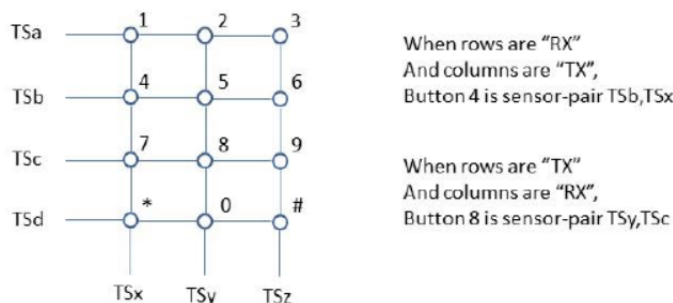 TSa 1 2 3
TSb 4 5 6
TSc 7 8 9
TSd * 0 #
TSx TSy TSz
When rows are “RX”
And columns are “TX”,
Button 4 is sensor-pair TSb,TSx
When rows are “TX”
And columns are “RX”,
Button 8 is sensor-pair TSy,TSc